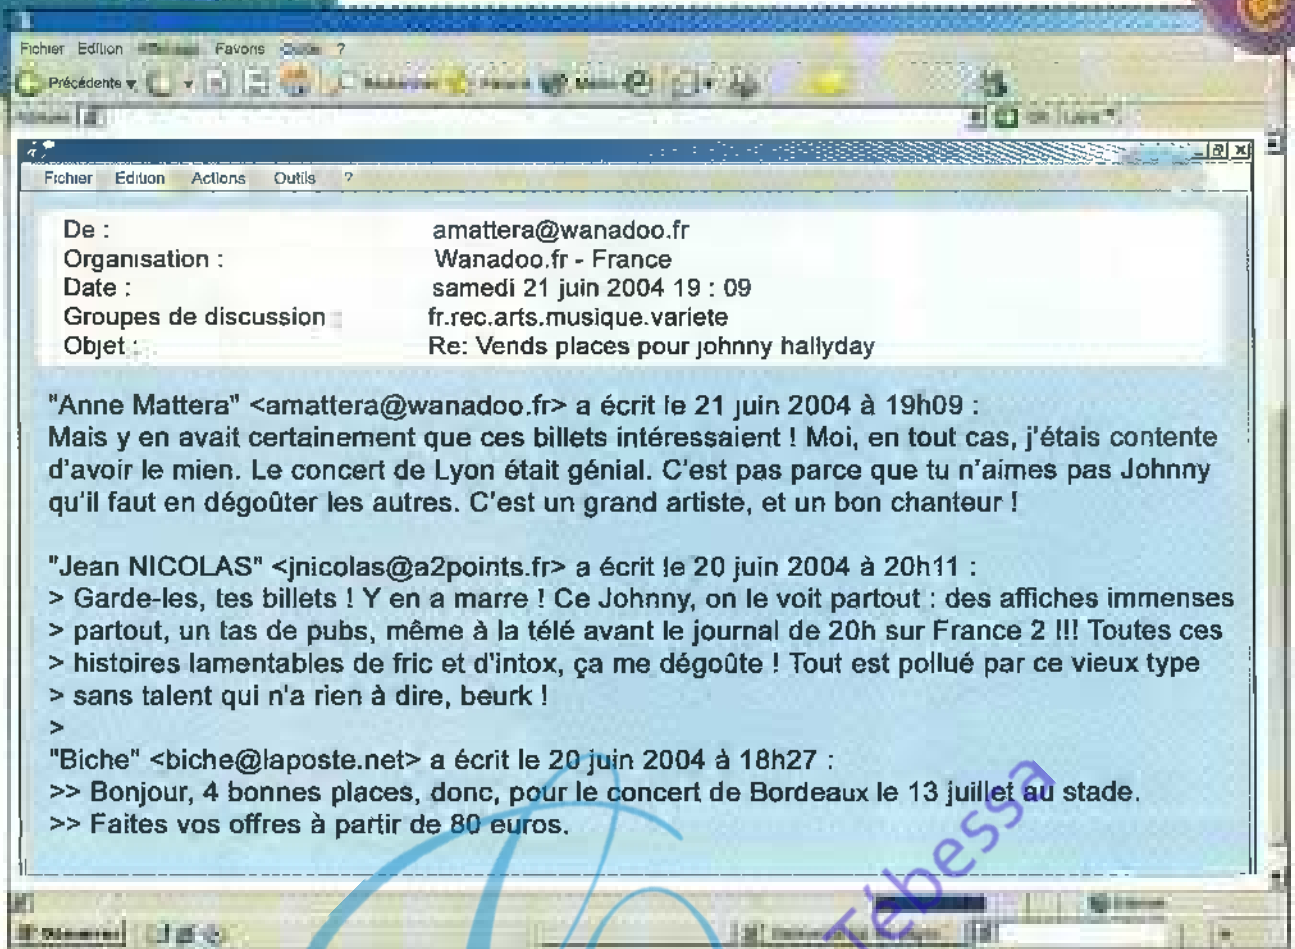 Fichier Edition Favoris ?
Précédente
Fichier Edition Actions Outils ?
De : amattera@wanadoo.fr
Organisation : Wanadoo.fr - France
Date : samedi 21 juin 2004 19 : 09
Groupes de discussion : fr.rec.arts.musique.variete
Objet : Re: Vends places pour johnny hallyday
"Anne Mattera" <amattera@wanadoo.fr> a écrit le 21 juin 2004 à 19h09 :
Mais y en avait certainement que ces billets intéressaient ! Moi, en tout cas, j'étais contente
d'avoir le mien. Le concert de Lyon était génial. C'est pas parce que tu n'aimes pas Johnny
qu'il faut en dégoûter les autres. C'est un grand artiste, et un bon chanteur !
"Jean NICOLAS" <jnicolas@a2points.fr> a écrit le 20 juin 2004 à 20h11 :
> Garde-les, tes billets ! Y en a marre ! Ce Johnny, on le voit partout : des affiches immenses
> partout, un tas de pubs, même à la télé avant le journal de 20h sur France 2 !!! Toutes ces
> histoires lamentables de fric et d'intox, ça me dégoûte ! Tout est pollué par ce vieux type
> sans talent qui n'a rien à dire, beurk !
>
"Biche" <biche@laposte.net> a écrit le 20 juin 2004 à 18h27 :
>> Bonjour, 4 bonnes places, donc, pour le concert de Bordeaux le 13 juillet au stade.
>> Faites vos offres à partir de 80 euros.
Tébessa